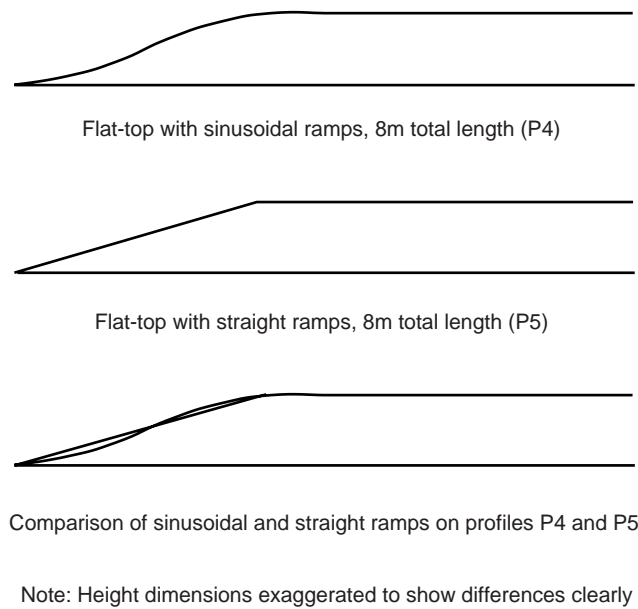 Flat-top with sinusoidal ramps, 8m total length (P4)
Flat-top with straight ramps, 8m total length (P5)
Comparison of sinusoidal and straight ramps on profiles P4 and P5
Note: Height dimensions exaggerated to show differences clearly